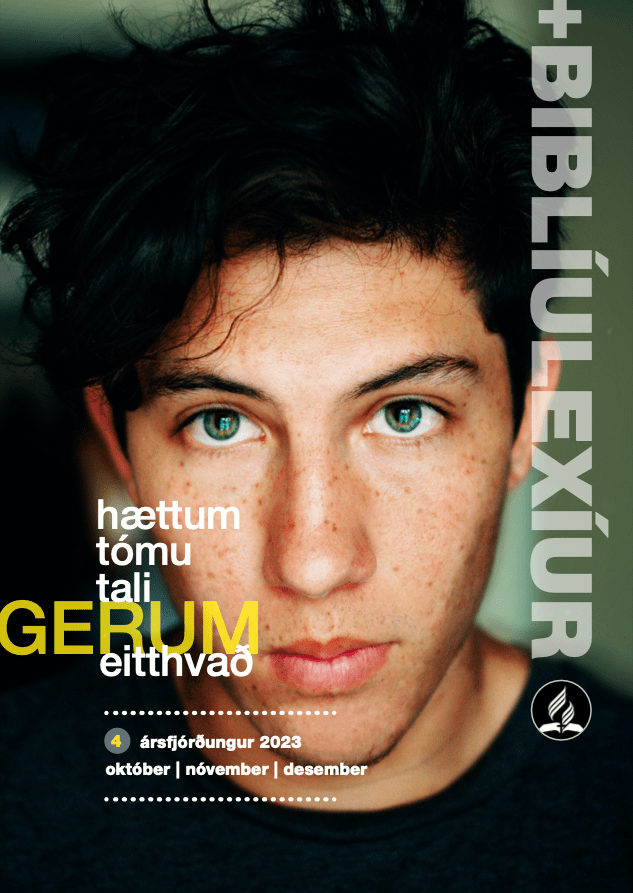 +BIBLÍULEXÍUR
hættum
tómu
tali
GERUM
eitthvað
4 ársfjórðungur 2023
október | nóvember | desember